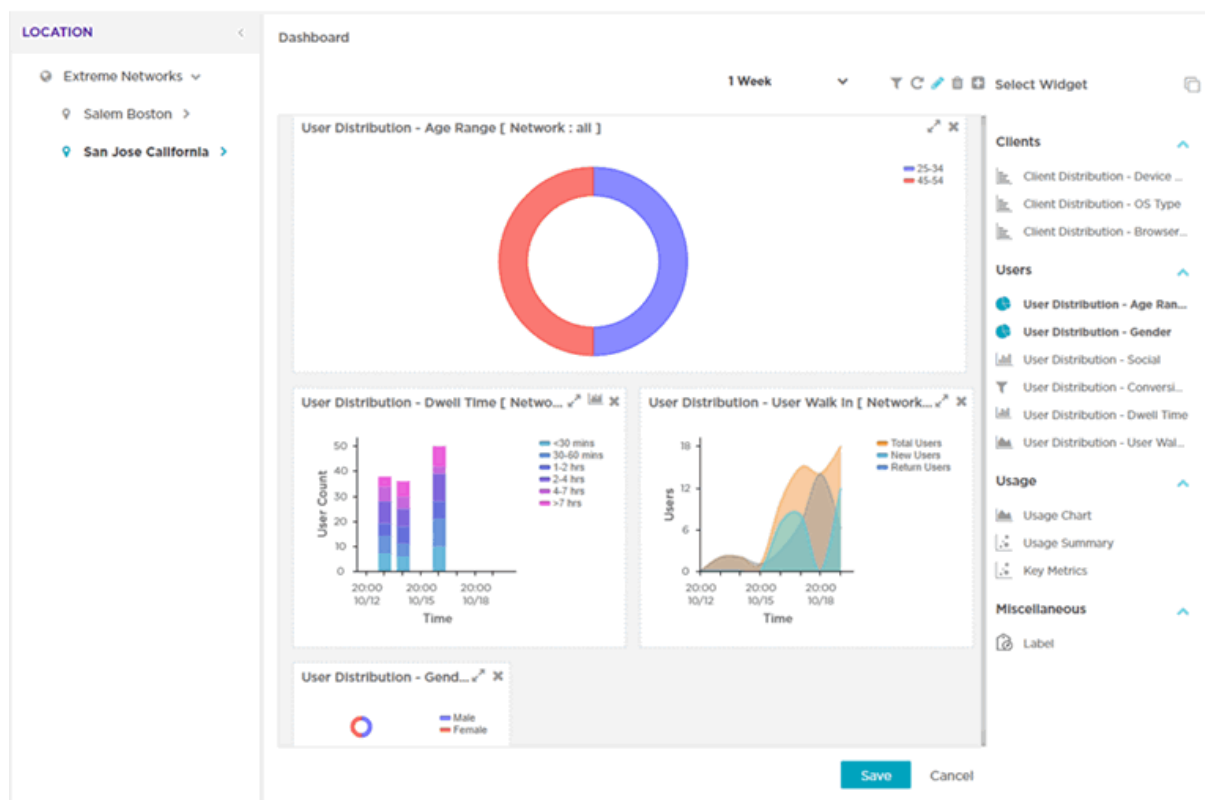 LOCATION
Extreme Networks
Salem Boston
San Jose California
Dashboard
1 Week
Select Widget
User Distribution - Age Range [ Network : all ]
25-34
45-54
User Distribution - Dwell Time [ Netwo...
50
40
30
20
10
0
User Count
20:00
10/12
20:00
10/15
20:00
10/18
Time
<30 mins
30-60 mins
1-2 hrs
2-4 hrs
4-7 hrs
>7 hrs
User Distribution - User Walk In [ Network...
18
12
6
0
Users
20:00
10/12
20:00
10/15
20:00
10/18
Time
Total Users
New Users
Return Users
User Distribution - Gend...
Male
Female
Clients
Client Distribution - Device ...
Client Distribution - OS Type
Client Distribution - Browser...
Users
User Distribution - Age Ran...
User Distribution - Gender
User Distribution - Social
User Distribution - Conversi...
User Distribution - Dwell Time
User Distribution - User Wal...
Usage
Usage Chart
Usage Summary
Key Metrics
Miscellaneous
Label
Save
Cancel